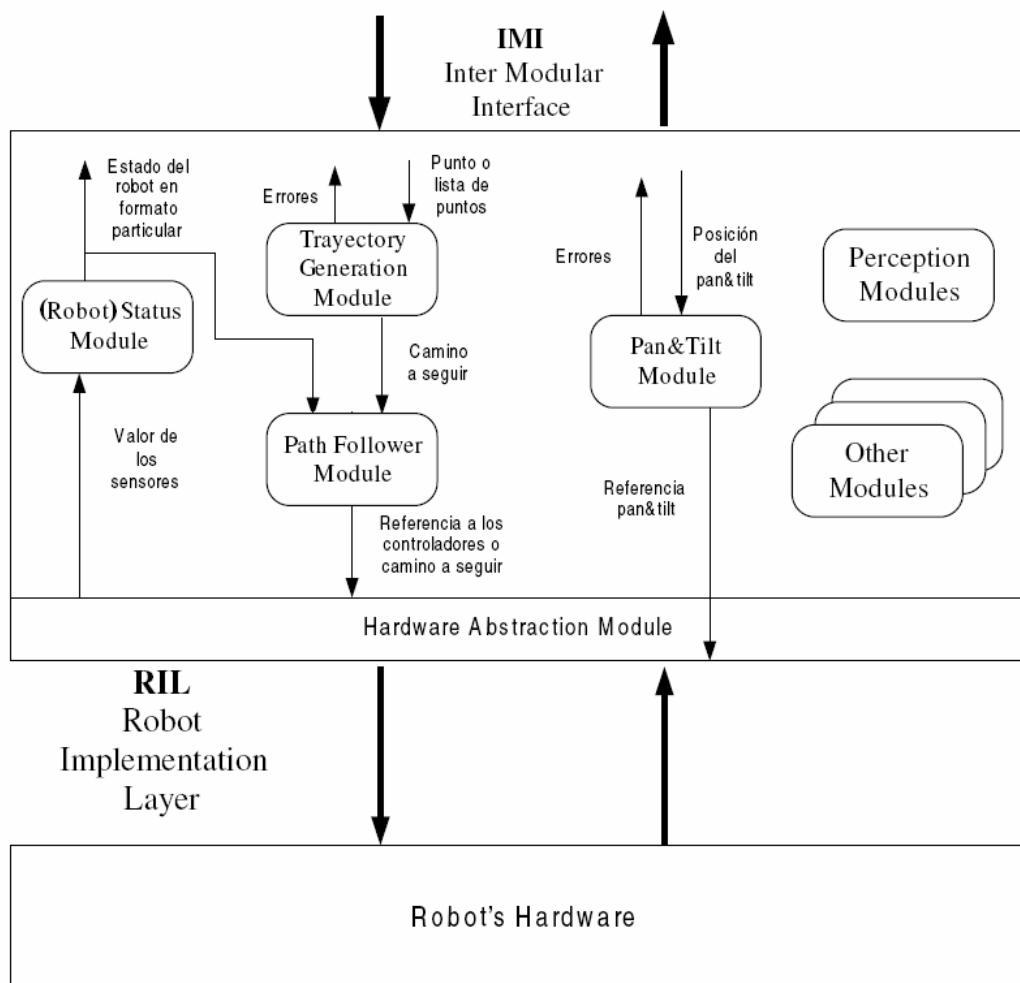 IMI
Inter Modular
Interface
Estado del
robot en
formato
particular
Errores
Punto o
lista de
puntos
Trayectory
Generation
Module
(Robot) Status
Module
Camino
a seguir
Valor de
los
sensores
Path Follower
Module
Referencia a los
controladores o
camino a seguir
Errores
Posición
del
pan&tilt
Pan&Tilt
Module
Referencia
pan&tilt
Perception
Modules
Other
Modules
Hardware Abstraction Module
RIL
Robot
Implementation
Layer
Robot's Hardware